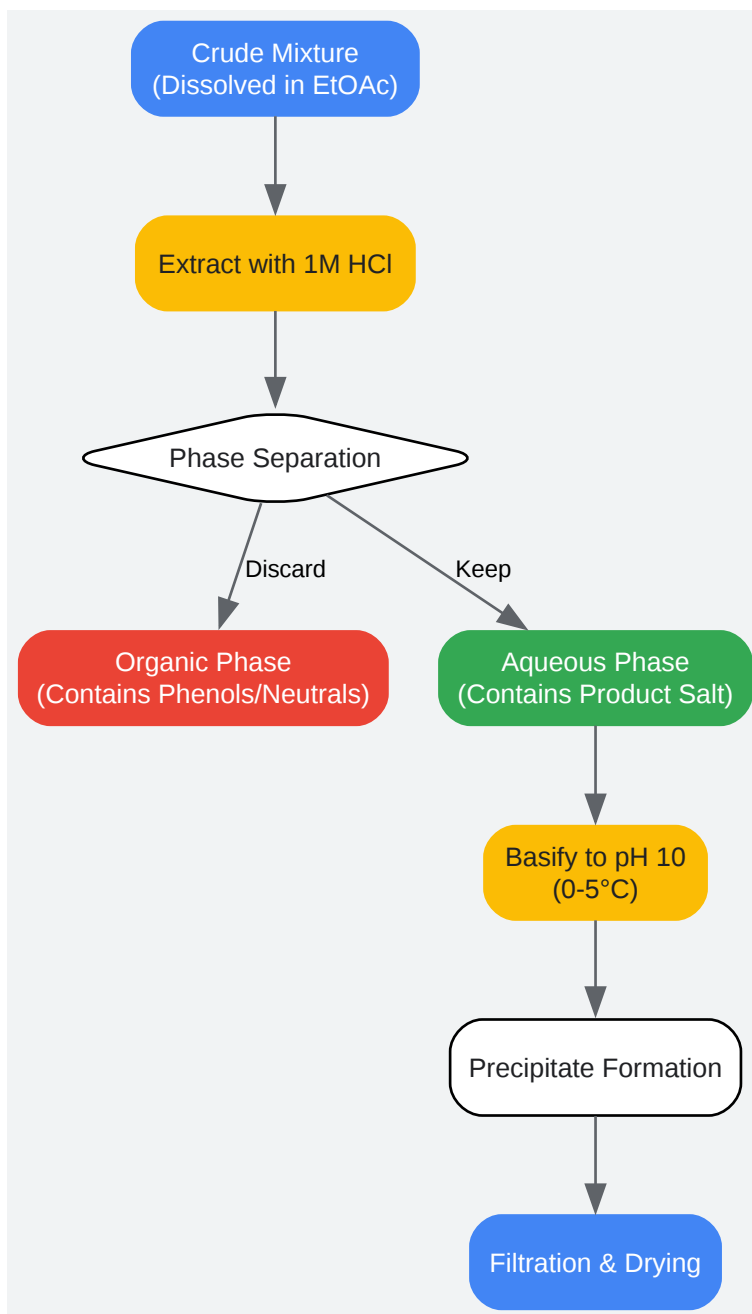 Crude Mixture
(Dissolved in EtOAc)
Extract with 1M HCl
Phase Separation
Discard
Keep
Organic Phase
(Contains Phenols/Neutrals)
Aqueous Phase
(Contains Product Salt)
Basify to pH 10
(0-5°C)
Precipitate Formation
Filtration & Drying